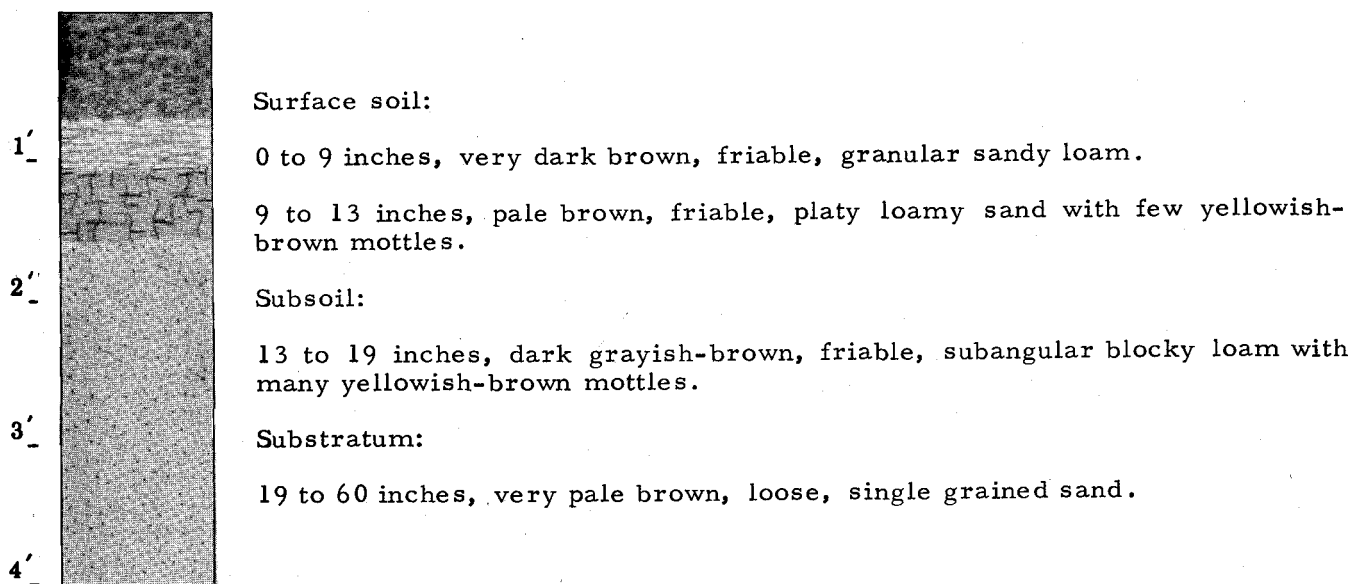 Surface soil:
1'
0 to 9 inches, very dark brown, friable, granular sandy loam.
9 to 13 inches, pale brown, friable, platy loamy sand with few yellowish-
brown mottles.
2'
Subsoil:
13 to 19 inches, dark grayish-brown, friable, subangular blocky loam with
many yellowish-brown mottles.
3'
Substratum:
19 to 60 inches, very pale brown, loose, single grained sand.
4'